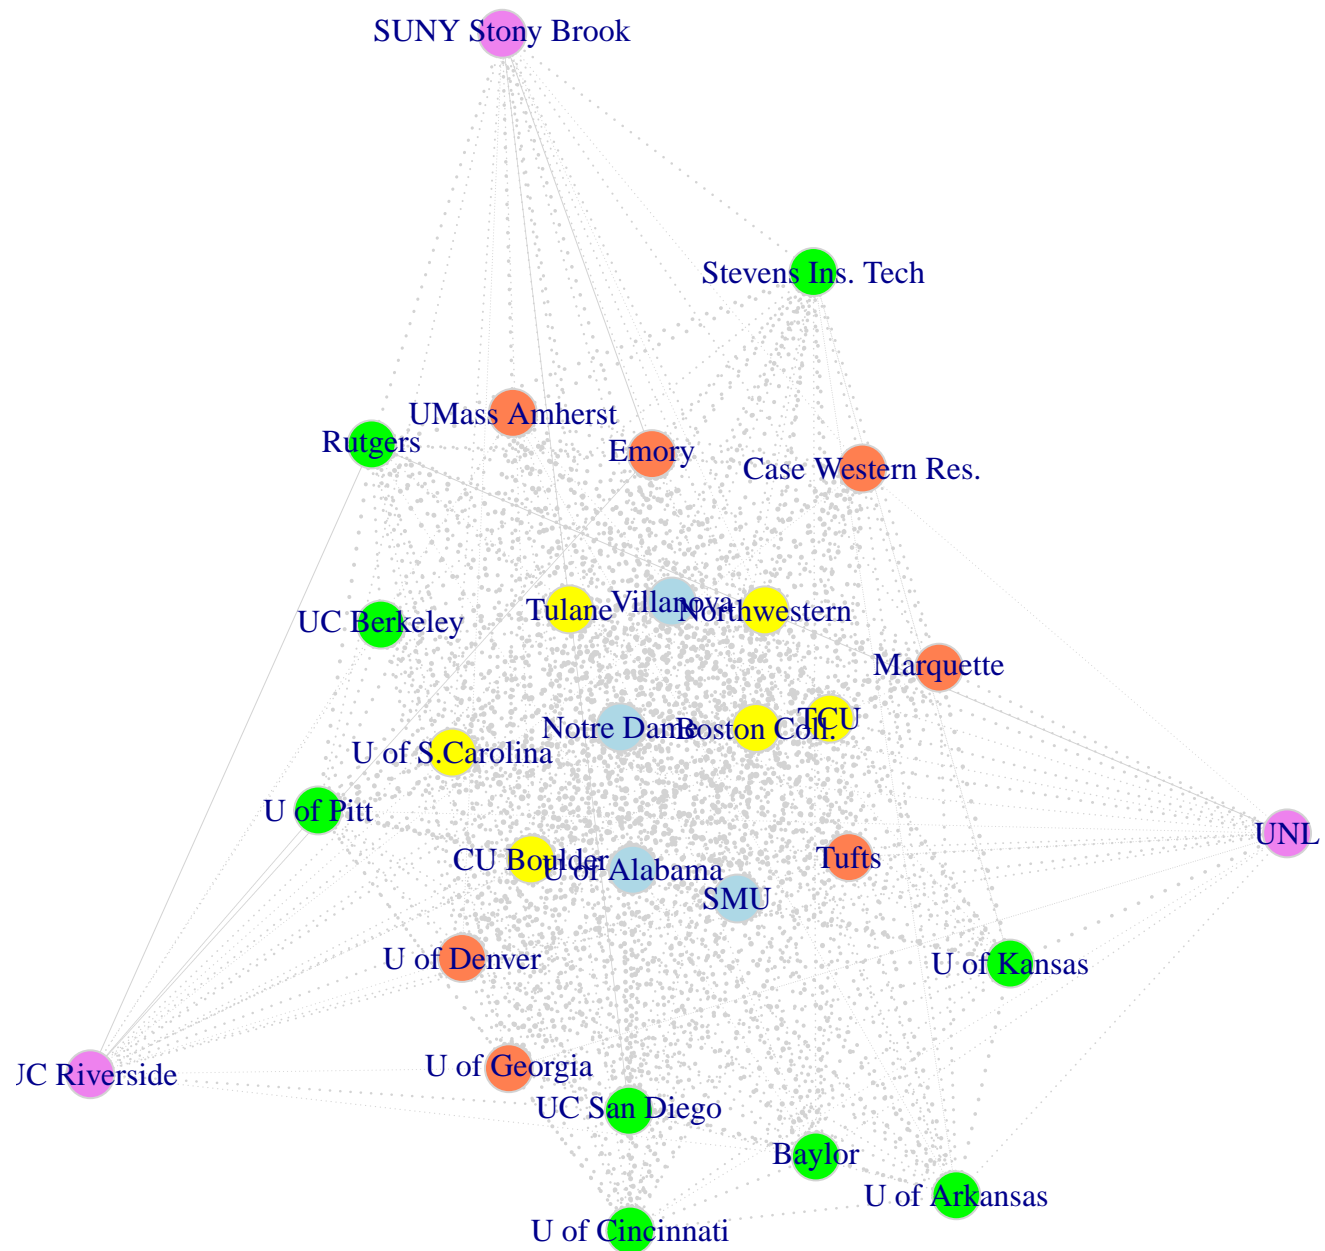 SUNY Stony Brook
Stevens Ins. Tech
UMass Amherst
Rutgers
Emory
Case Western Res.
Tulane
Villanova
Northwestern
UC Berkeley
Marquette
Notre Dame
Boston Coll.
TCU
U of S.Carolina
U of Pitt
UNL
CU Boulder
U of Alabama
Tufts
SMU
U of Denver
U of Kansas
U of Georgia
UC Riverside
UC San Diego
Baylor
U of Arkansas
U of Cincinnati